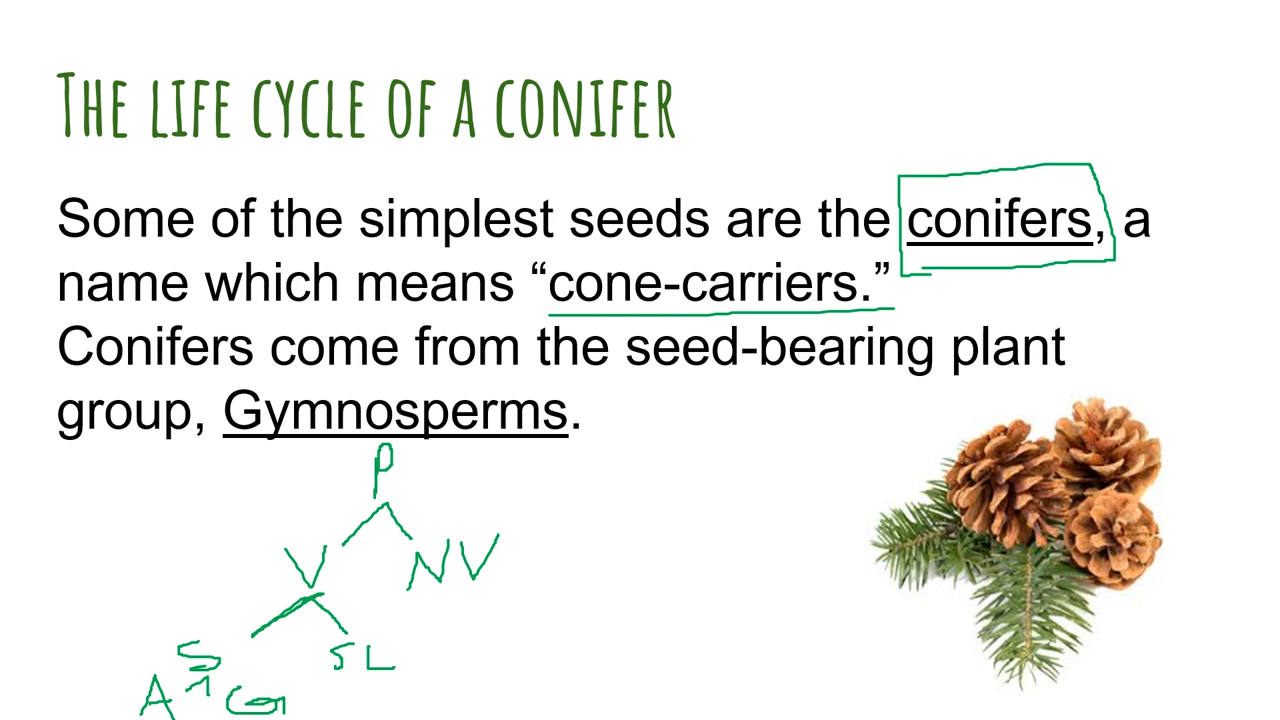 THE LIFE CYCLE OF A CONIFER
Some of the simplest seeds are the conifers, a
name which means “cone-carriers.”
Conifers come from the seed-bearing plant
group, Gymnosperms.
P
V NV
S SL
A G